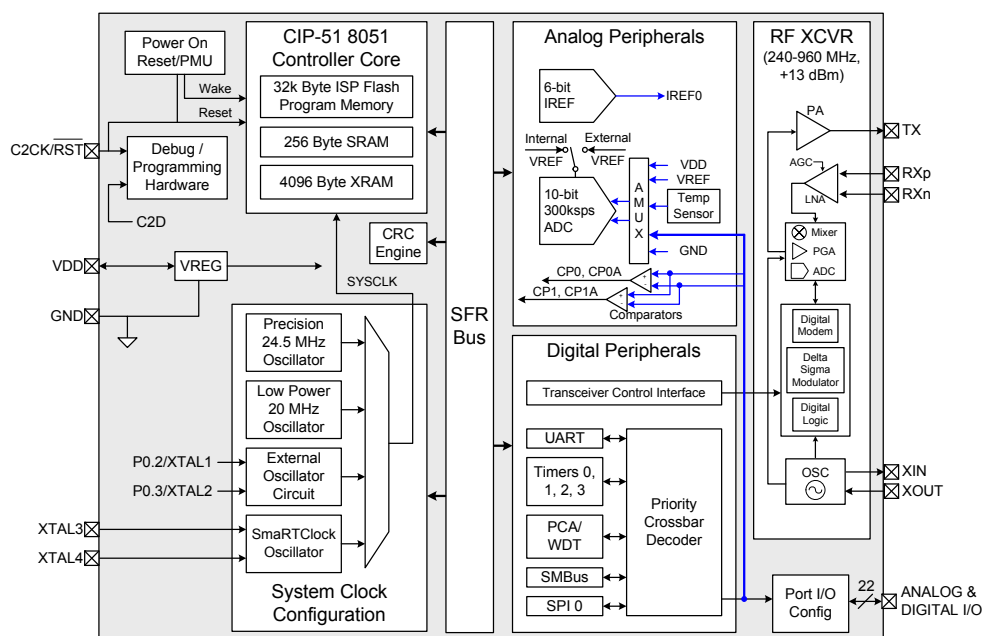 Power On
Reset/PMU
Wake
Reset
C2CK/RST
Debug /
Programming
Hardware
C2D
VDD
VREG
GND
CIP-51 8051
Controller Core
32k Byte ISP Flash
Program Memory
256 Byte SRAM
4096 Byte XRAM
CRC
Engine
SYSCLK
Precision
24.5 MHz
Oscillator
Low Power
20 MHz
Oscillator
P0.2/XTAL1
P0.3/XTAL2
External
Oscillator
Circuit
XTAL3
XTAL4
SmaRTClock
Oscillator
System Clock
Configuration
SFR
Bus
Analog Peripherals
6-bit
IREF
IREF0
Internal
External
VREF
VREF
10-bit
300ksps
ADC
A
M
U
X
VDD
VREF
Temp
Sensor
GND
CP0, CP0A
+
-
CP1, CP1A
+
-
Comparators
Digital Peripherals
Transceiver Control Interface
UART
Timers 0,
1, 2, 3
PCA/
WDT
SMBus
SPI 0
Priority
Crossbar
Decoder
RF XCVR
(240-960 MHz,
+13 dBm)
PA
TX
AGC
LNA
RXp
RXn
Mixer
PGA
ADC
Digital
Modem
Delta
Sigma
Modulator
Digital
Logic
OSC
XIN
XOUT
Port I/O
Config
22
ANALOG &
DIGITAL I/O